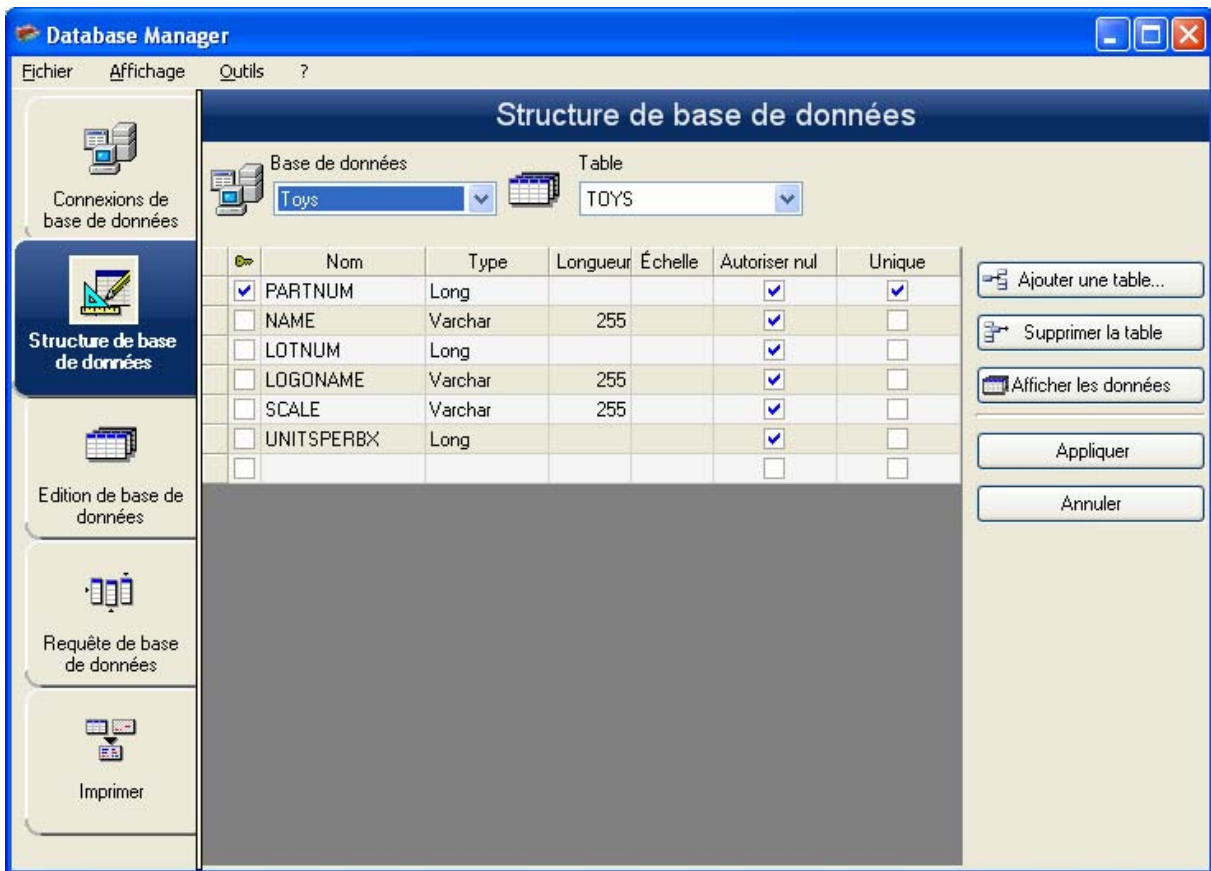 Database Manager
Fichier Affichage Outils ?
Structure de base de données
Connexions de
base de données
Structure de base
de données
Edition de base de
données
Requête de base
de données
Imprimer
Base de données
Toys
Table
TOYS
Nom Type Longueur Échelle Autoriser nul Unique
PARTNUM Long
NAME Varchar 255
LOTNUM Long
LOGONAME Varchar 255
SCALE Varchar 255
UNITSPERBX Long
Ajouter une table...
Supprimer la table
Afficher les données
Appliquer
Annuler